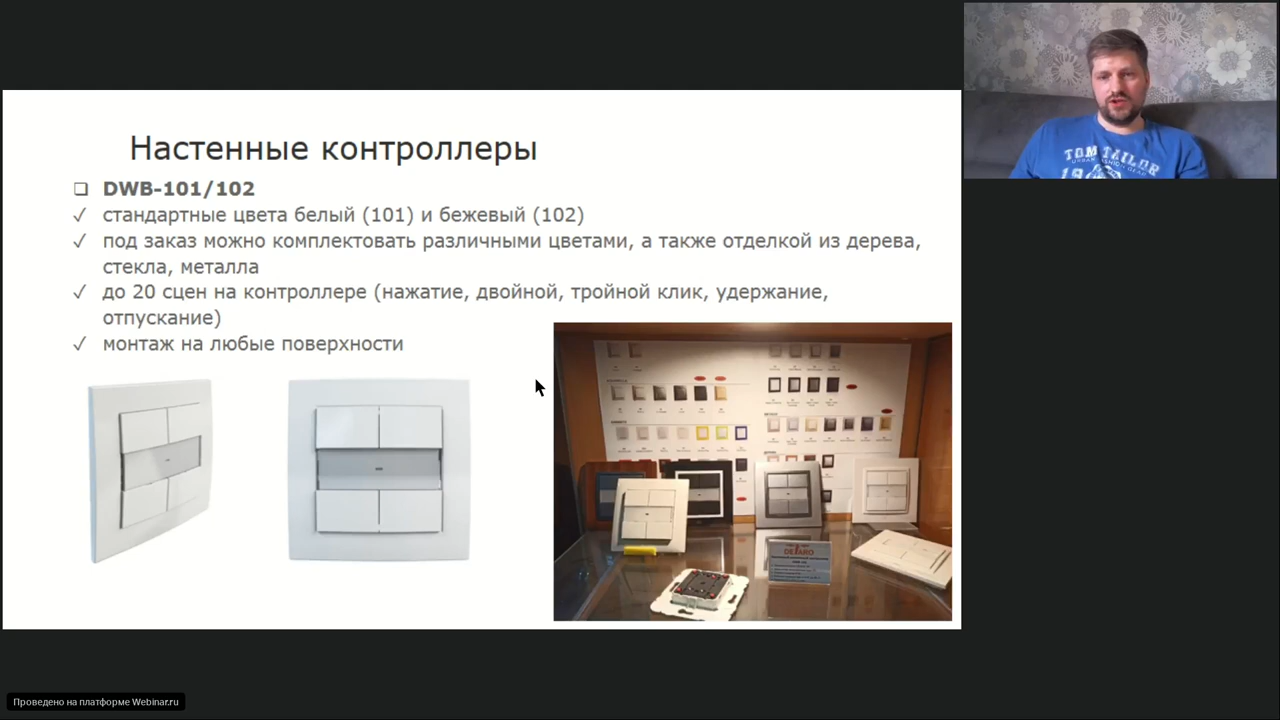 Настенные контроллеры
❑ DWB-101/102
✓ стандартные цвета белый (101) и бежевый (102)
✓ под заказ можно комплектовать различными цветами, а также отделкой из дерева,
стекла, металла
✓ до 20 сцен на контроллере (нажатие, двойной, тройной клик, удержание,
отпускание)
✓ монтаж на любые поверхности
TOM TAILOR
Проведено на платформе Webinar.ru